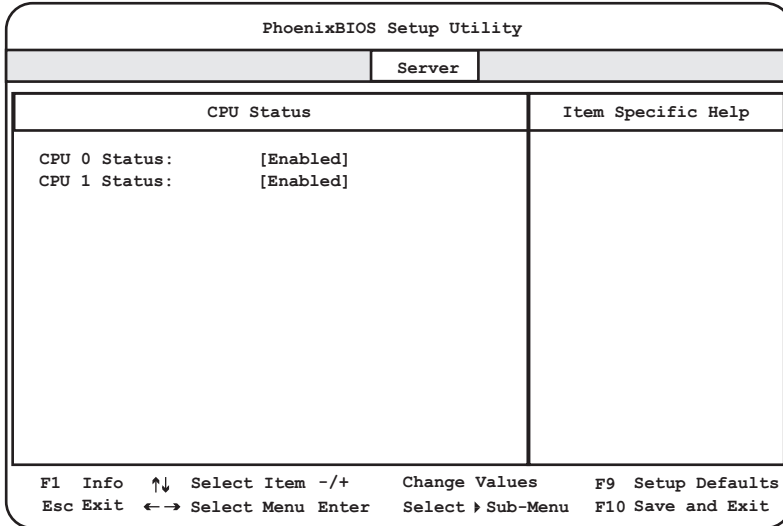 PhoenixBIOS Setup Utility
Server
CPU Status
Item Specific Help
CPU 0 Status: [Enabled]
CPU 1 Status: [Enabled]
F1 Info ↑↓ Select Item -/+ Change Values F9 Setup Defaults
Esc Exit ←→ Select Menu Enter Select ▶ Sub-Menu F10 Save and Exit